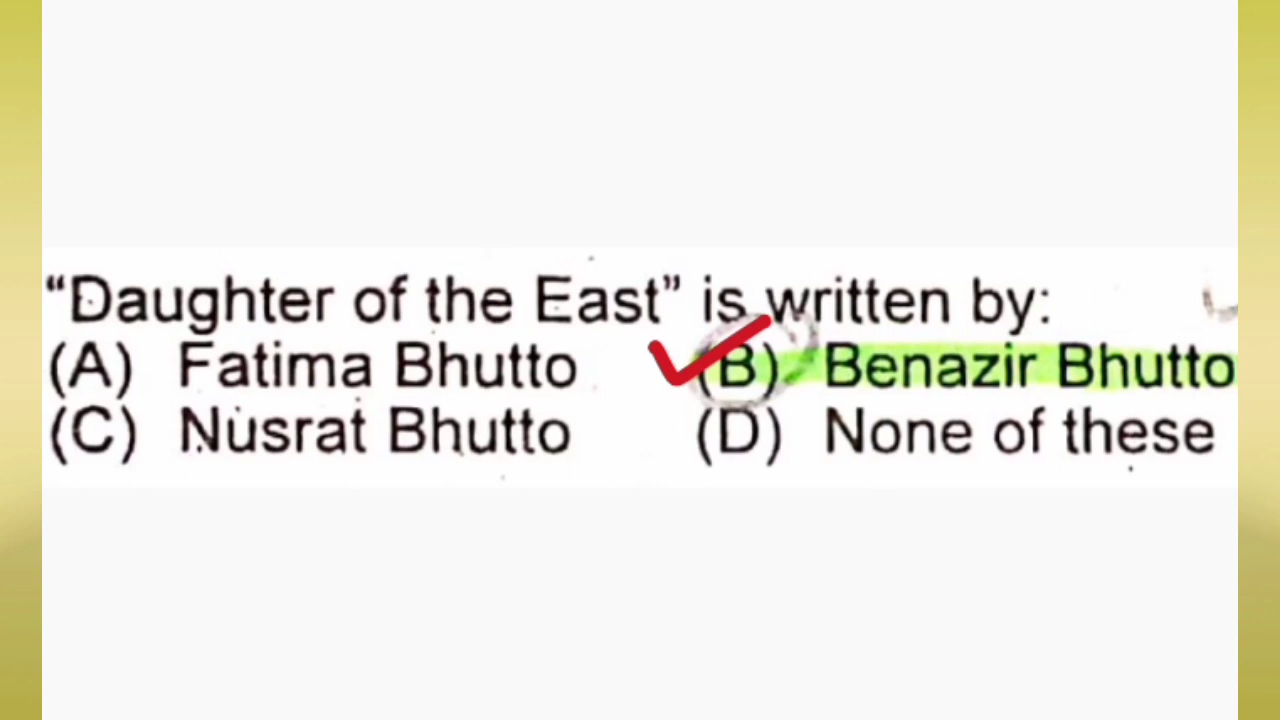 “Daughter of the East” is written by:
(A) Fatima Bhutto (B) Benazir Bhutto
(C) Nusrat Bhutto (D) None of these